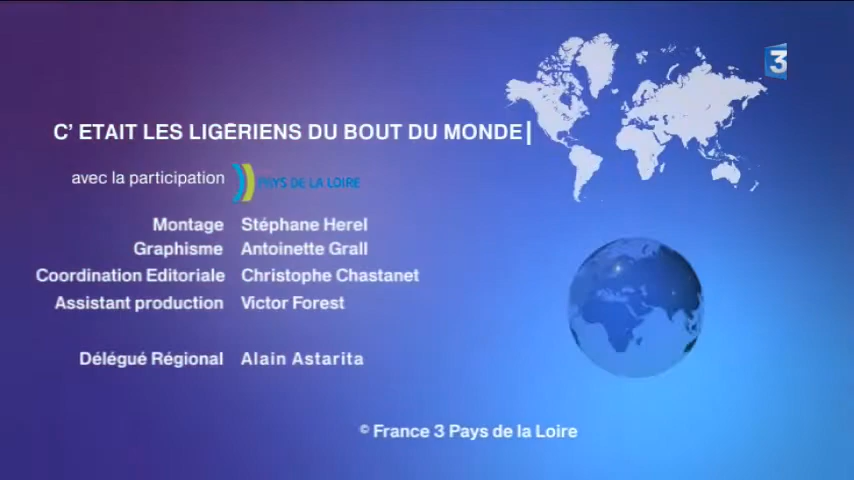 3
C' ETAIT LES LIGÉRIENS DU BOUT DU MONDE|
avec la participation PAYS DE LA LOIRE
Montage Stéphane Herel
Graphisme Antoinette Grall
Coordination Editoriale Christophe Chastanet
Assistant production Victor Forest
Délégué Régional Alain Astarita
© France 3 Pays de la Loire